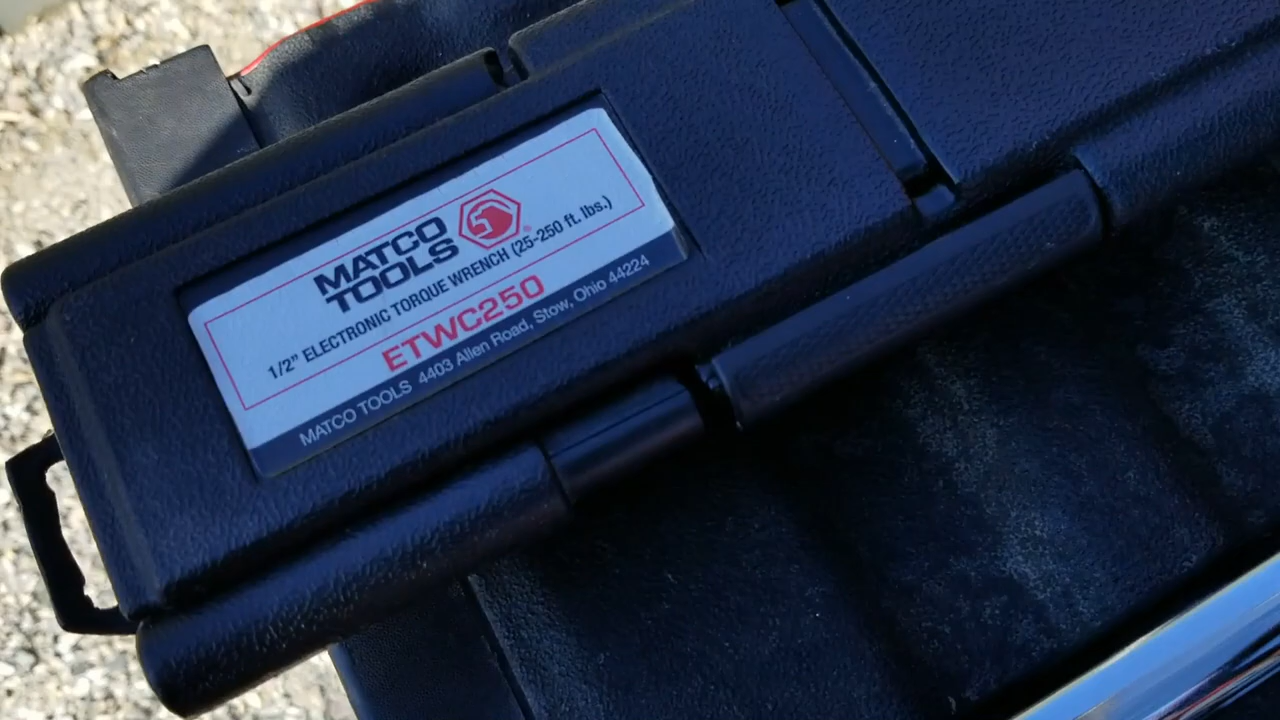 MATCO
TOOLS
®
1/2" ELECTRONIC TORQUE WRENCH (25-250 ft. lbs.)
ETWC250
MATCO TOOLS 4403 Allen Road, Stow, Ohio 44224